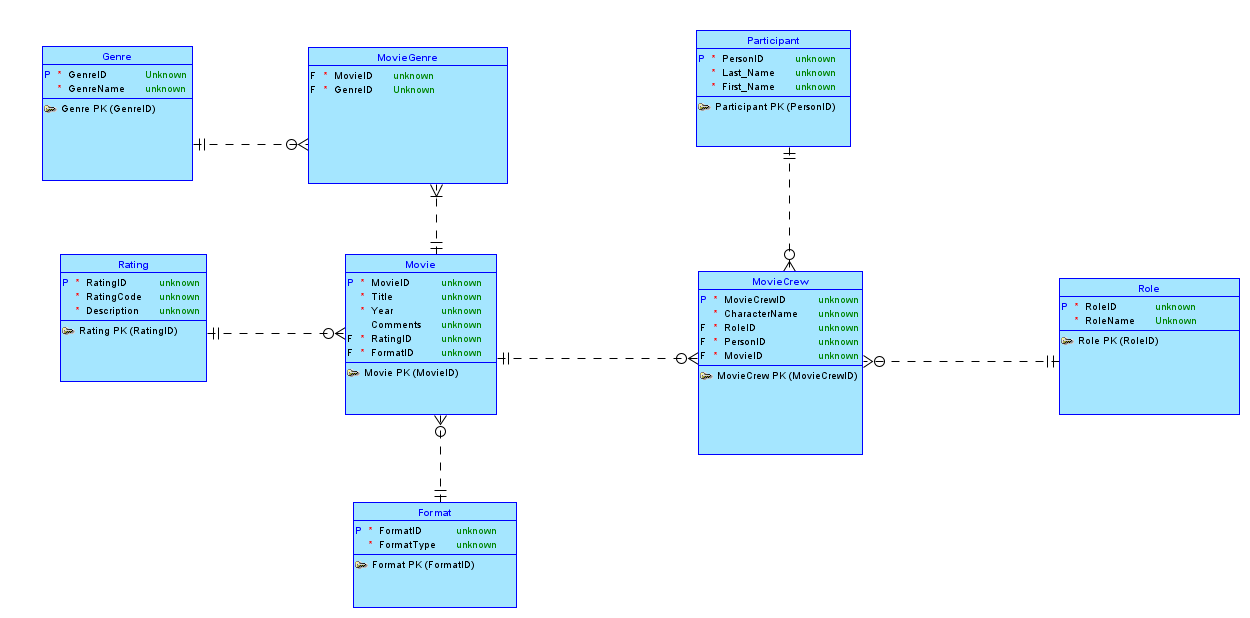 Genre
P * GenreID Unknown
* GenreName unknown
Genre PK (GenreID)
MovieGenre
F * MovieID unknown
F * GenreID Unknown
Participant
P * PersonID unknown
* Last_Name unknown
* First_Name unknown
Participant PK (PersonID)
Rating
P * RatingID unknown
* RatingCode unknown
* Description unknown
Rating PK (RatingID)
Movie
P * MovieID unknown
* Title unknown
* Year unknown
Comments unknown
F * RatingID unknown
F * FormatID unknown
Movie PK (MovieID)
MovieCrew
P * MovieCrewID unknown
* CharacterName unknown
F * RoleID unknown
F * PersonID unknown
F * MovieID unknown
MovieCrew PK (MovieCrewID)
Role
P * RoleID unknown
* RoleName Unknown
Role PK (RoleID)
Format
P * FormatID unknown
* FormatType unknown
Format PK (FormatID)